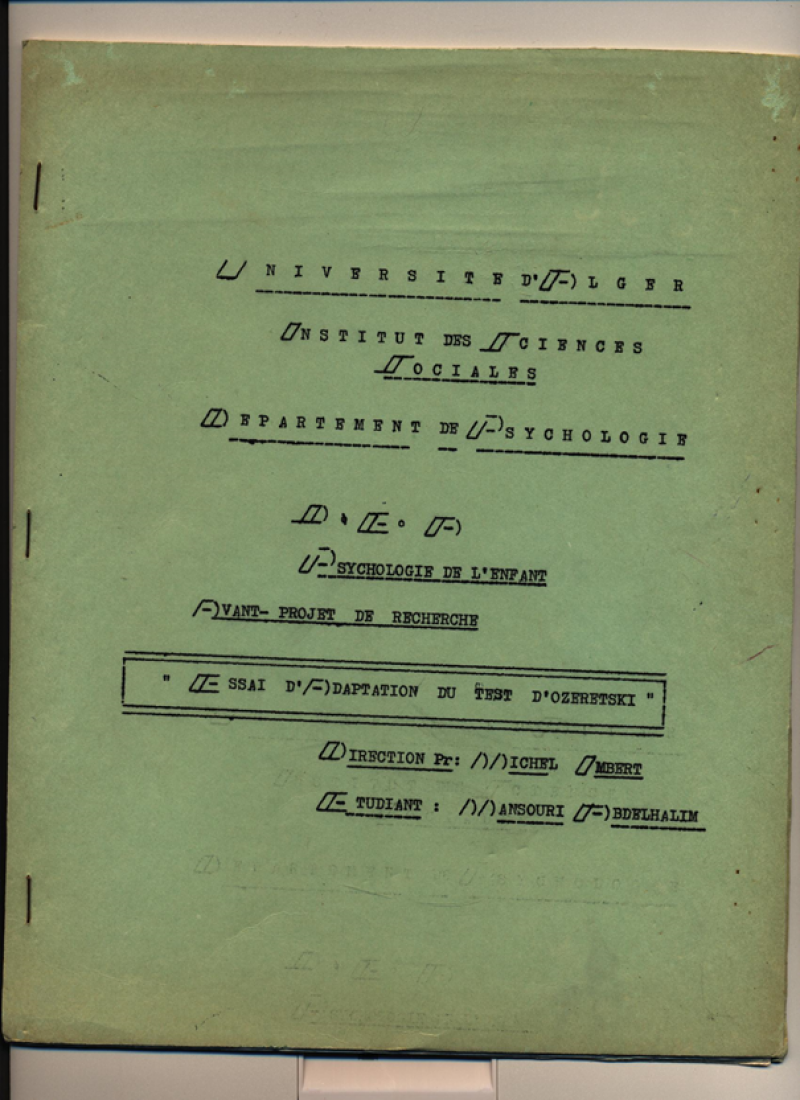 UNIVERSITE D'ALGER
INSTITUT DES SCIENCES
SOCIALES
DEPARTEMENT DE PSYCHOLOGIE
D.E.A
PSYCHOLOGIE DE L'ENFANT
AVANT- PROJET DE RECHERCHE
" ESSAI D'ADAPTATION DU TEST D'OZERETSKI "
DIRECTION Pr: MICHEL IMBERT
ETUDIANT : MANSOURI ABDELHALIM